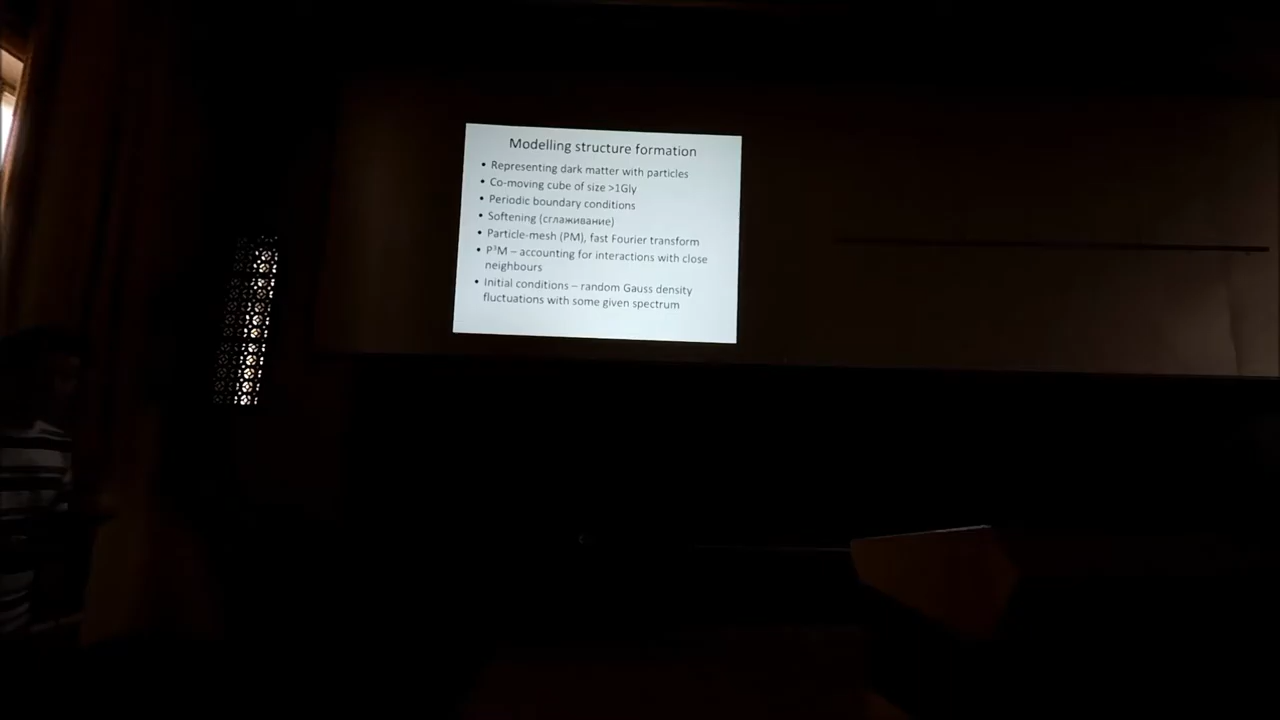 Modelling structure formation
• Representing dark matter with particles
• Co-moving cube of size >1Gly
• Periodic boundary conditions
• Softening (сглаживание)
• Particle-mesh (PM), fast Fourier transform
• P³M – accounting for interactions with close
neighbours
• Initial conditions – random Gauss density
fluctuations with some given spectrum